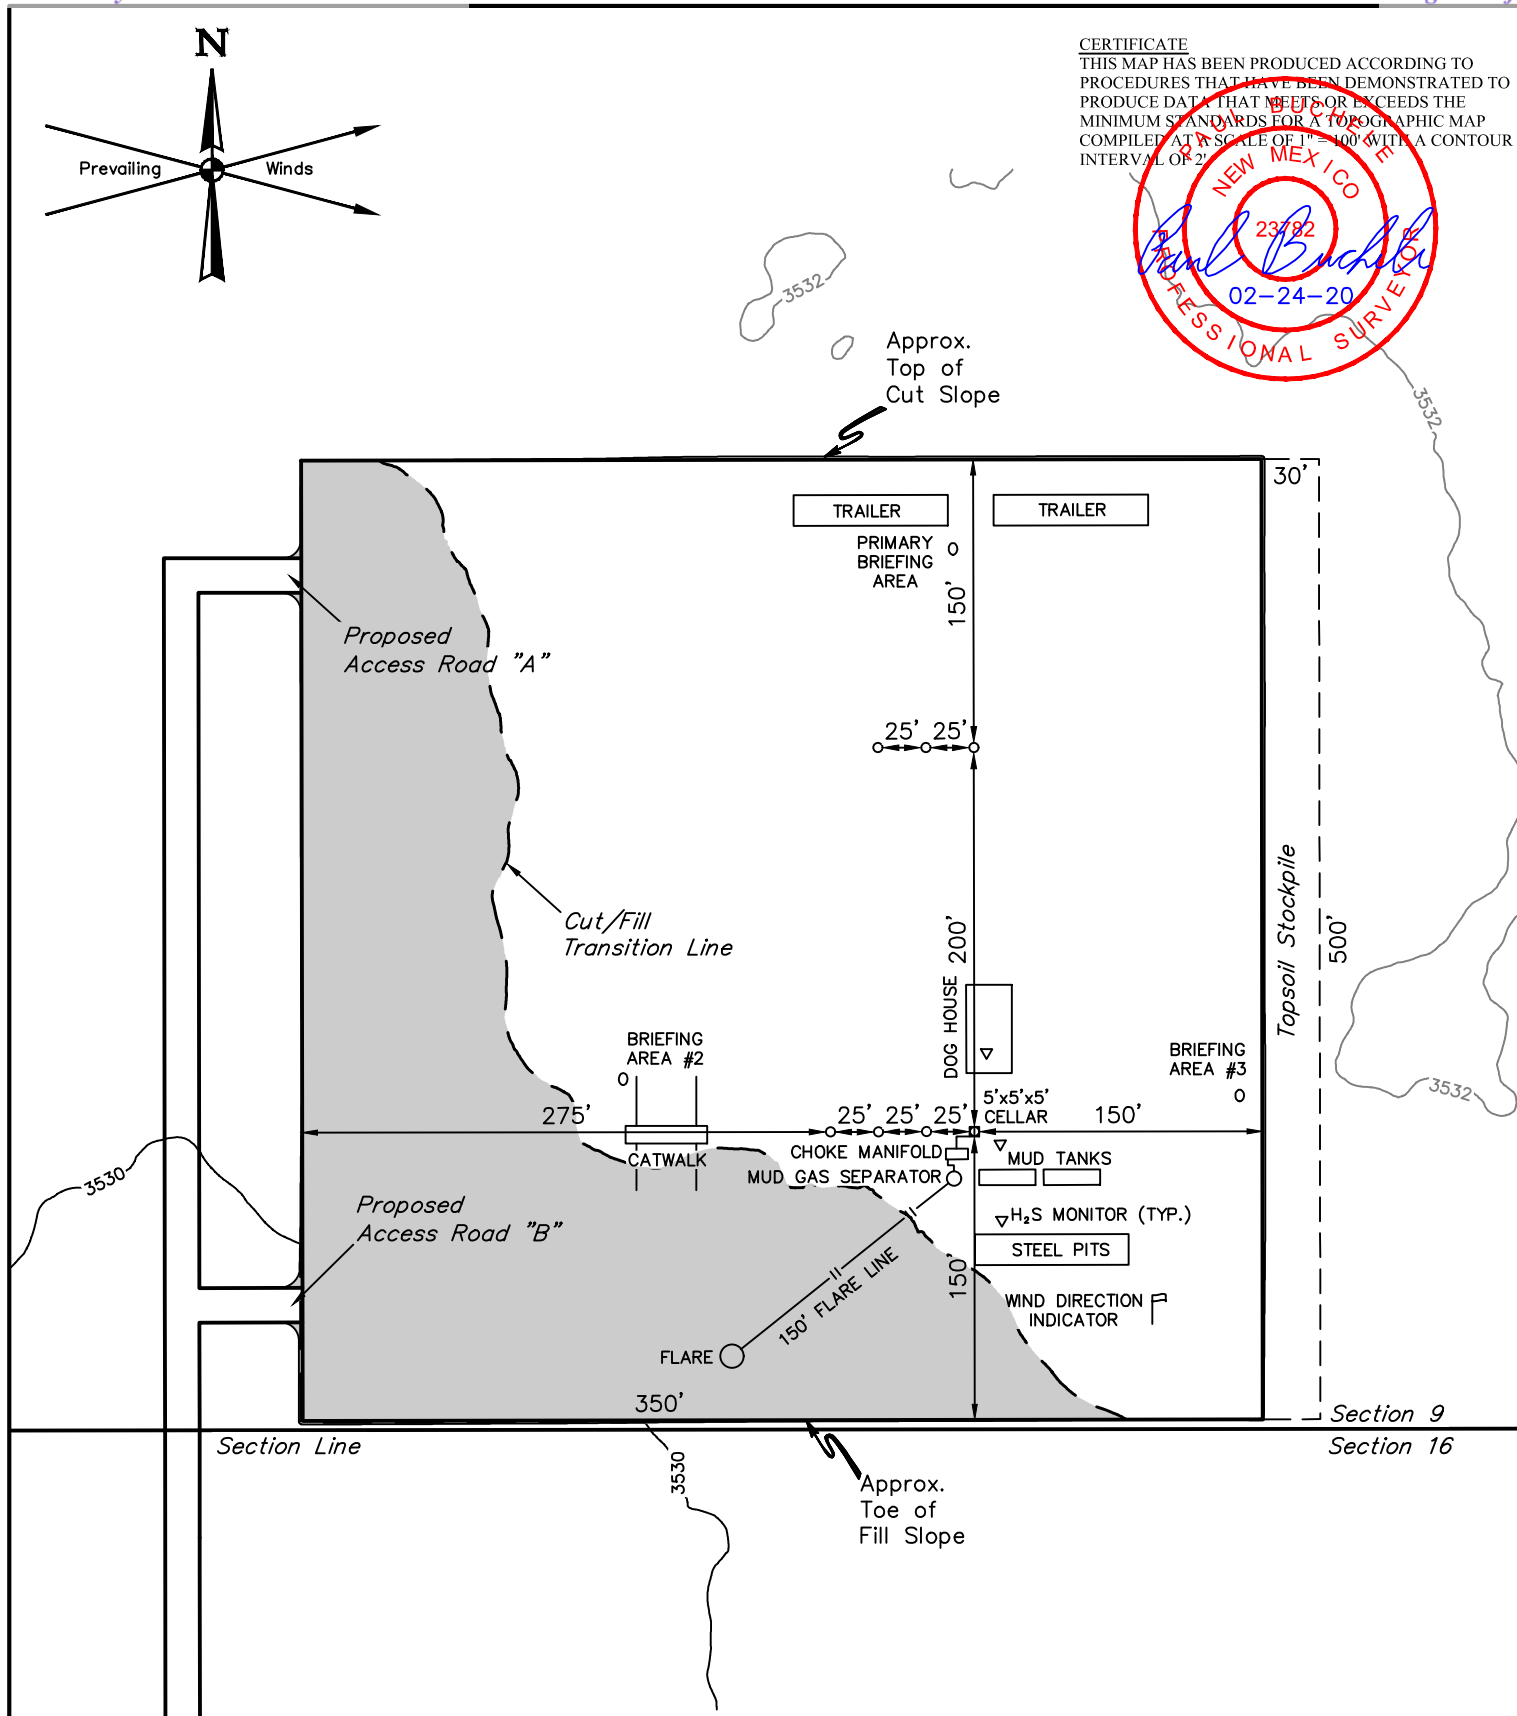 N
Prevailing
Winds
CERTIFICATE
THIS MAP HAS BEEN PRODUCED ACCORDING TO
PROCEDURES THAT HAVE BEEN DEMONSTRATED TO
PRODUCE DATA THAT MEETS OR EXCEEDS THE
MINIMUM STANDARDS FOR A TOPOGRAPHIC MAP
COMPILED AT A SCALE OF 1" = 100' WITH A CONTOUR
INTERVAL OF 2'.
PAUL BUCHELE
NEW MEXICO
23782
Paul Buchele
02-24-20
PROFESSIONAL SURVEYOR
3532
Approx.
Top of
Cut Slope
3532
30'
TRAILER
TRAILER
PRIMARY
BRIEFING
AREA
150'
Proposed
Access Road "A"
25'
25'
Cut/Fill
Transition Line
200'
DOG HOUSE
Topsoil Stockpile
500'
BRIEFING
AREA #2
BRIEFING
AREA #3
3532
275'
25'
25'
25'
5'x5'x5'
CELLAR
150'
CHOKE MANIFOLD
CATWALK
MUD TANKS
MUD GAS SEPARATOR
3530
Proposed
Access Road "B"
H₂S MONITOR (TYP.)
STEEL PITS
150'
150' FLARE LINE
WIND DIRECTION
INDICATOR
FLARE
350'
Section 9
Section Line
Section 16
3530
Approx.
Toe of
Fill Slope